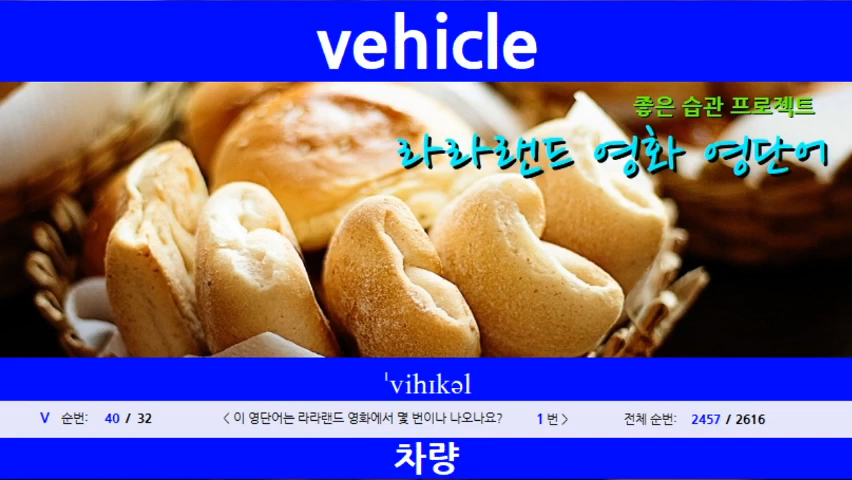 vehicle
좋은 습관 프로젝트
라라랜드 영화 영단어
ˈvihɪkəl
V 순번: 40 / 32 < 이 영단어는 라라랜드 영화에서 몇 번이나 나오나요? 1 번 > 전체 순번: 2457 / 2616
차량